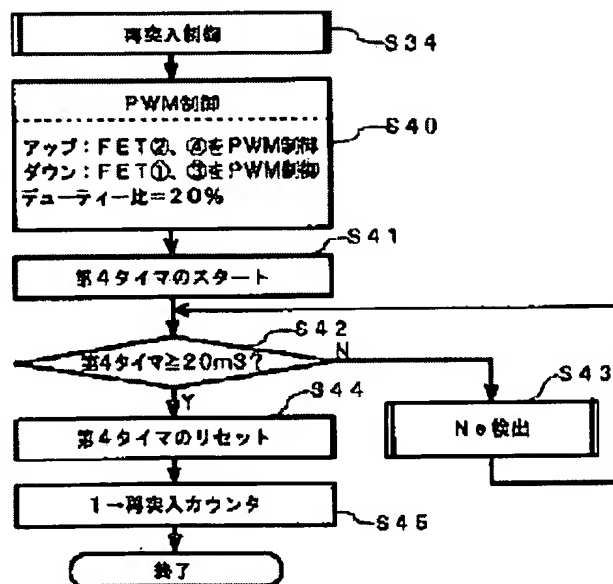 再突入制御
S34
PWM制御
アップ：FET②、④をPWM制御
ダウン：FET①、③をPWM制御
デューティー比＝20%
S40
第4タイマのスタート
S41
第4タイマ≧20mS?
S42
N
Y
Ne検出
S43
第4タイマのリセット
S44
1→再突入カウンタ
S45
終了